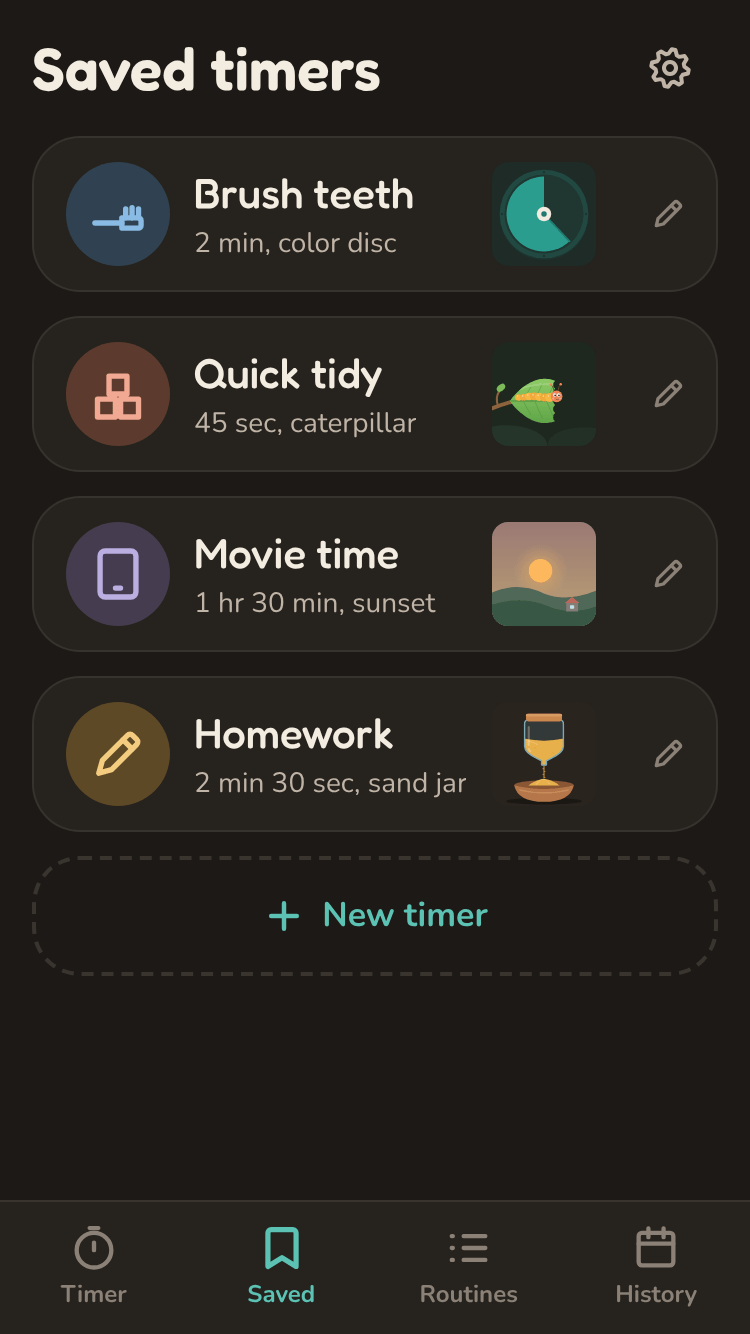 Saved timers
Brush teeth
2 min, color disc
Quick tidy
45 sec, caterpillar
Movie time
1 hr 30 min, sunset
Homework
2 min 30 sec, sand jar
New timer
Timer
Saved
Routines
History